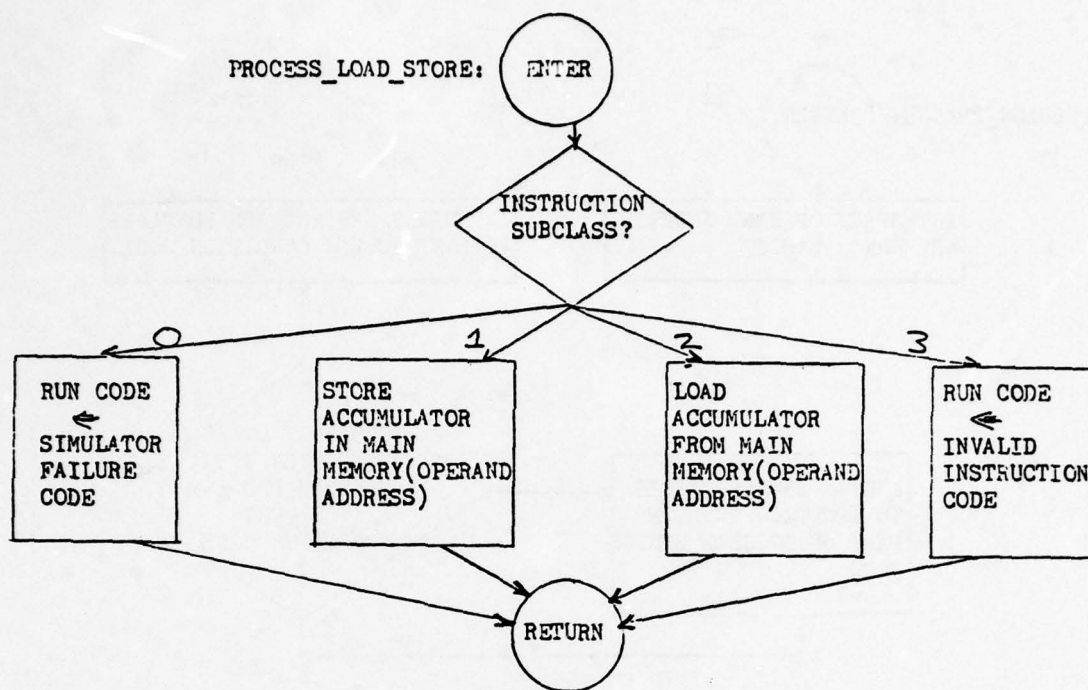 PROCESS_LOAD_STORE: ENTER
INSTRUCTION
SUBCLASS?
0 1 2 3
RUN CODE
←
SIMULATOR
FAILURE
CODE
STORE
ACCUMULATOR
IN MAIN
MEMORY(OPERAND
ADDRESS)
LOAD
ACCUMULATOR
FROM MAIN
MEMORY(OPERAND
ADDRESS)
RUN CODE
←
INVALID
INSTRUCTION
CODE
RETURN